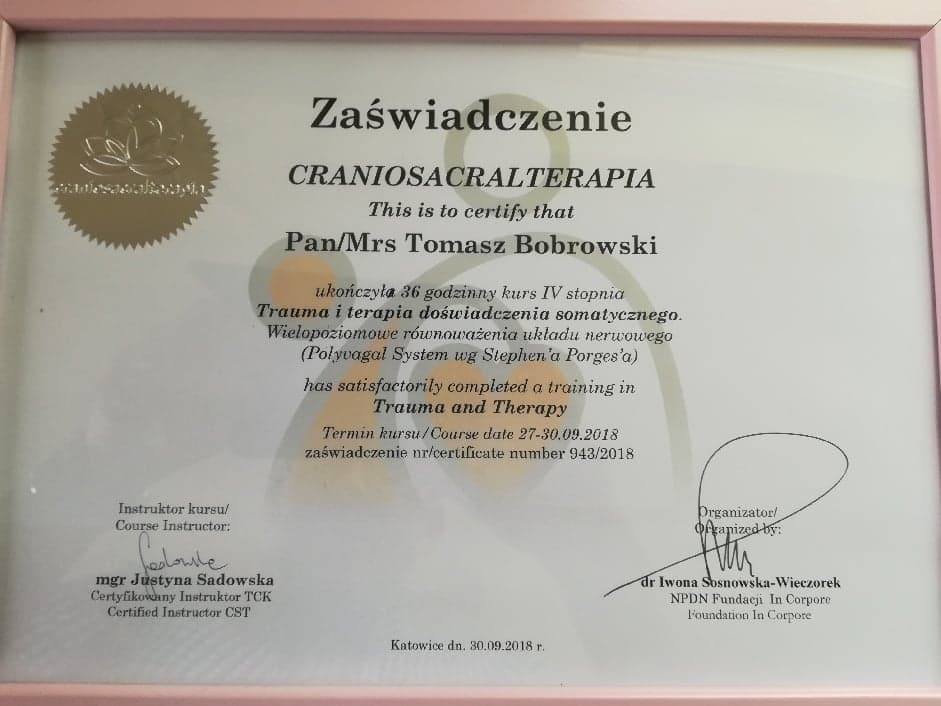 Zaświadczenie
CRANIOSACRALTERAPIA
This is to certify that
Pan/Mrs Tomasz Bobrowski
ukończyła 36 godzinny kurs IV stopnia
Trauma i terapia doświadczenia somatycznego.
Wielopoziomowe równoważenia układu nerwowego
(Polyvagal System wg Stephen'a Porges'a)
has satisfactorily completed a training in
Trauma and Therapy
Termin kursu/Course date 27-30.09.2018
zaświadczenie nr/certificate number 943/2018
Instruktor kursu/
Course Instructor:
Sadowska
mgr Justyna Sadowska
Certyfikowany Instruktor TCK
Certified Instructor CST
Organizator/
Organized by:
dr Iwona Sosnowska-Wieczorek
NPDN Fundacji In Corpore
Foundation In Corpore
Katowice dn. 30.09.2018 r.